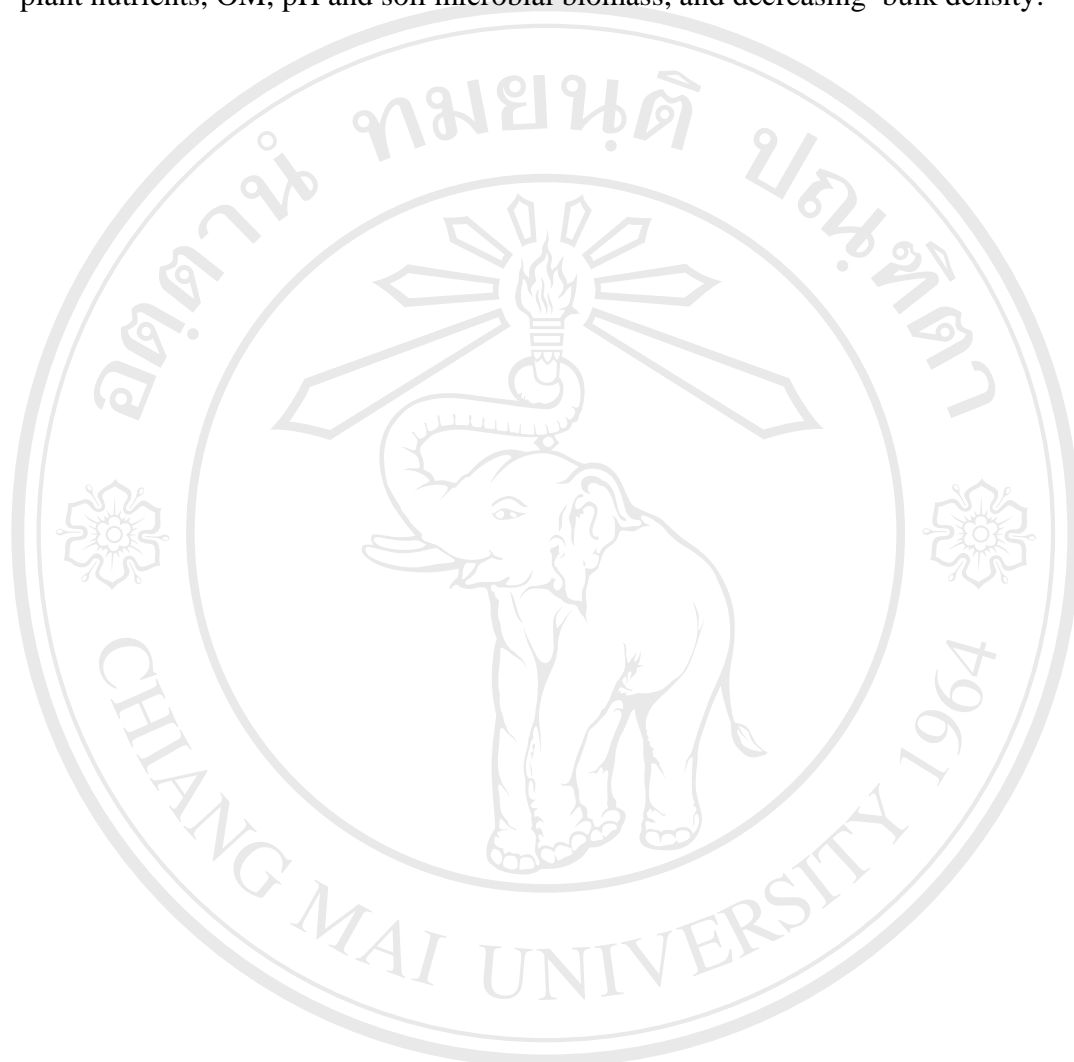 plant nutrients, OM, pH and soil microbial biomass, and decreasing bulk density.
อตฺตานํ ทมยนฺติ ปณฺฑิตา
CHIANG MAI UNIVERSITY 1964